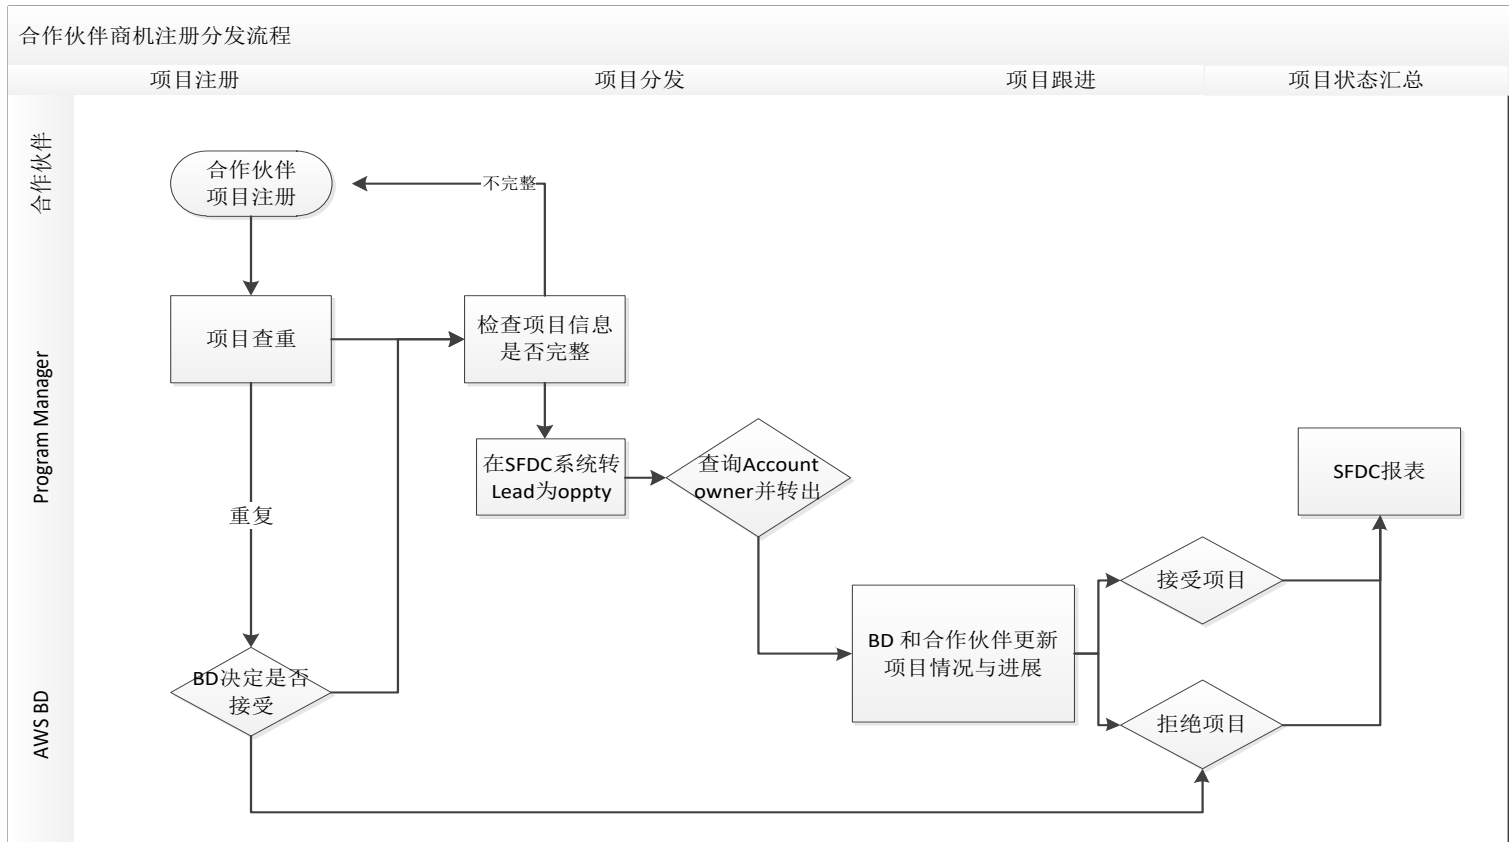 合作伙伴商机注册分发流程
项目注册
项目分发
项目跟进
项目状态汇总
合作伙伴
合作伙伴
项目注册
不完整
Program Manager
项目查重
检查项目信息
是否完整
在SFDC系统转
Lead为oppty
查询Account
owner并转出
SFDC报表
重复
AWS BD
BD决定是否
接受
BD 和合作伙伴更新
项目情况与进展
接受项目
拒绝项目